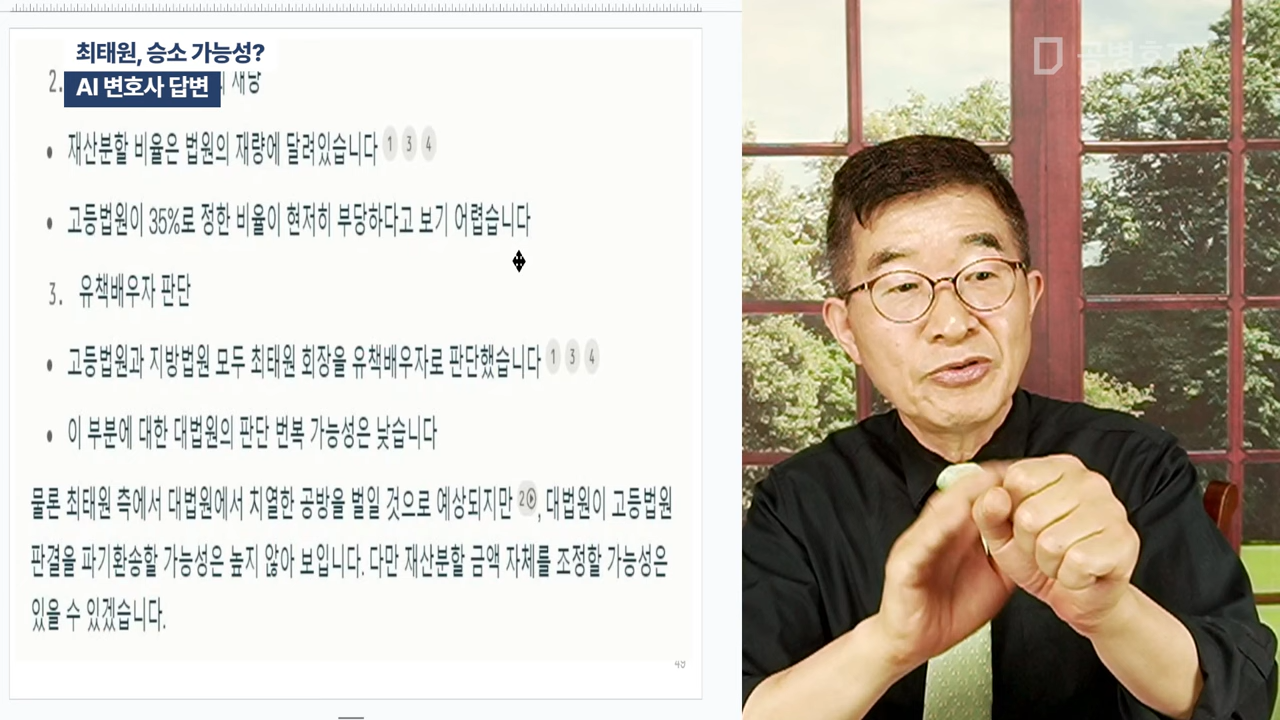 최태원, 승소 가능성?
AI 변호사 답변
2.
재량
• 재산분할 비율은 법원의 재량에 달려있습니다 1 3 4
• 고등법원이 35%로 정한 비율이 현저히 부당하다고 보기 어렵습니다
3. 유책배우자 판단
• 고등법원과 지방법원 모두 최태원 회장을 유책배우자로 판단했습니다 1 3 4
• 이 부분에 대한 대법원의 판단 번복 가능성은 낮습니다
물론 최태원 측에서 대법원에서 치열한 공방을 벌일 것으로 예상되지만 2, 대법원이 고등법원
판결을 파기환송할 가능성은 높지 않아 보입니다. 다만 재산분할 금액 자체를 조정할 가능성은
있을 수 있겠습니다.
공병호